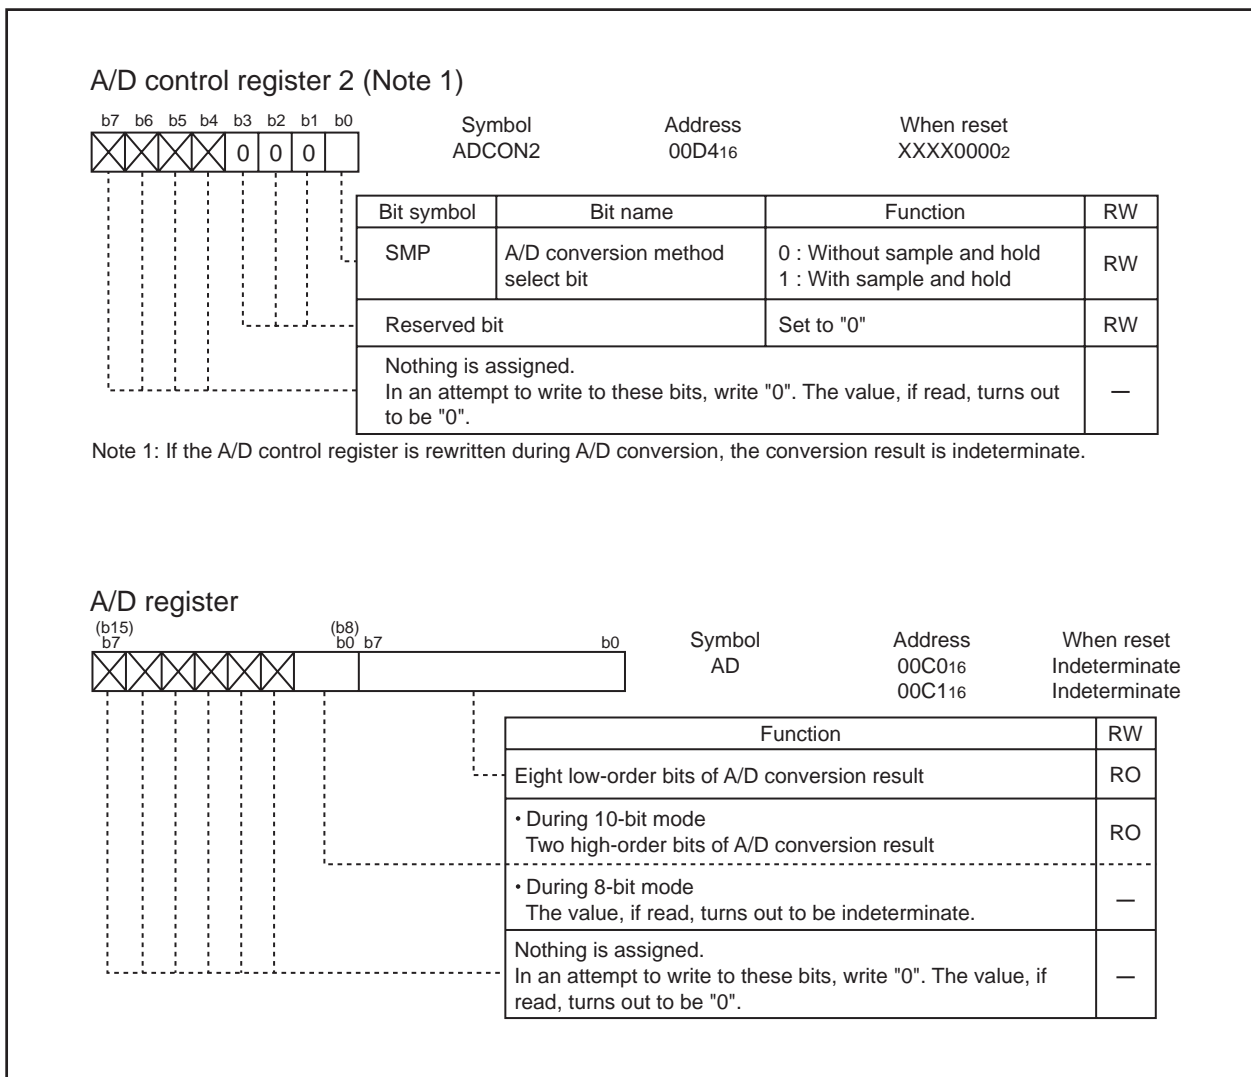 A/D control register 2 (Note 1)
b7 b6 b5 b4 b3 b2 b1 b0
0 0 0
Symbol Address When reset
ADCON2 00D416 XXXX00002
Bit symbol Bit name Function RW
SMP A/D conversion method select bit 0 : Without sample and hold 1 : With sample and hold RW
Reserved bit Set to "0" RW
Nothing is assigned.
In an attempt to write to these bits, write "0". The value, if read, turns out
to be "0".
—
Note 1: If the A/D control register is rewritten during A/D conversion, the conversion result is indeterminate.
A/D register
(b15) (b8)
b7 b0 b7 b0
Symbol Address When reset
AD 00C016 Indeterminate
00C116 Indeterminate
Function RW
Eight low-order bits of A/D conversion result RO
• During 10-bit mode
Two high-order bits of A/D conversion result RO
• During 8-bit mode
The value, if read, turns out to be indeterminate. —
Nothing is assigned.
In an attempt to write to these bits, write "0". The value, if
read, turns out to be "0".
—